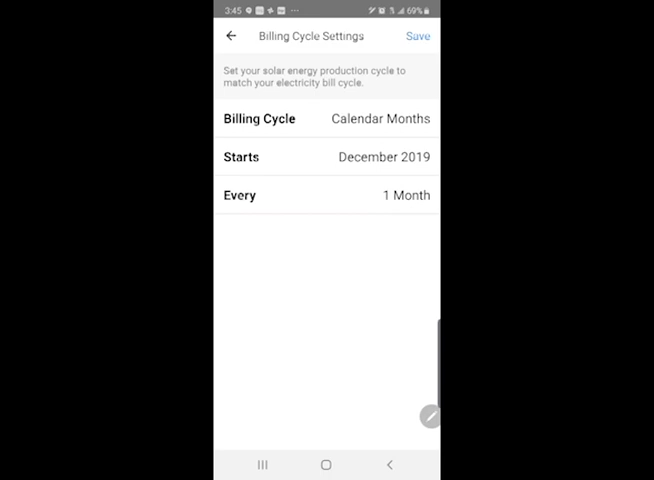 3:45 69%
Billing Cycle Settings Save
Set your solar energy production cycle to
match your electricity bill cycle.
Billing Cycle Calendar Months
Starts December 2019
Every 1 Month